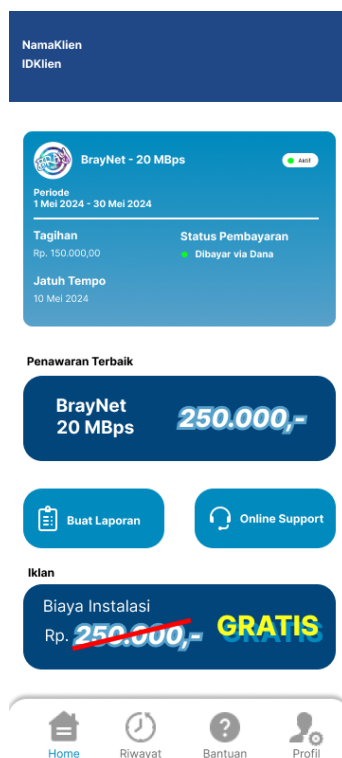 NamaKlien
IDKlien
BrayNet - 20 MBps
Aktif
Periode
1 Mei 2024 - 30 Mei 2024
Tagihan
Status Pembayaran
Rp. 150.000,00
Dibayar via Dana
Jatuh Tempo
10 Mei 2024
Penawaran Terbaik
BrayNet
20 MBps
250.000,-
Buat Laporan
Online Support
Iklan
Biaya Instalasi
Rp. 250.000,- GRATIS
Home
Riwayat
Bantuan
Profil